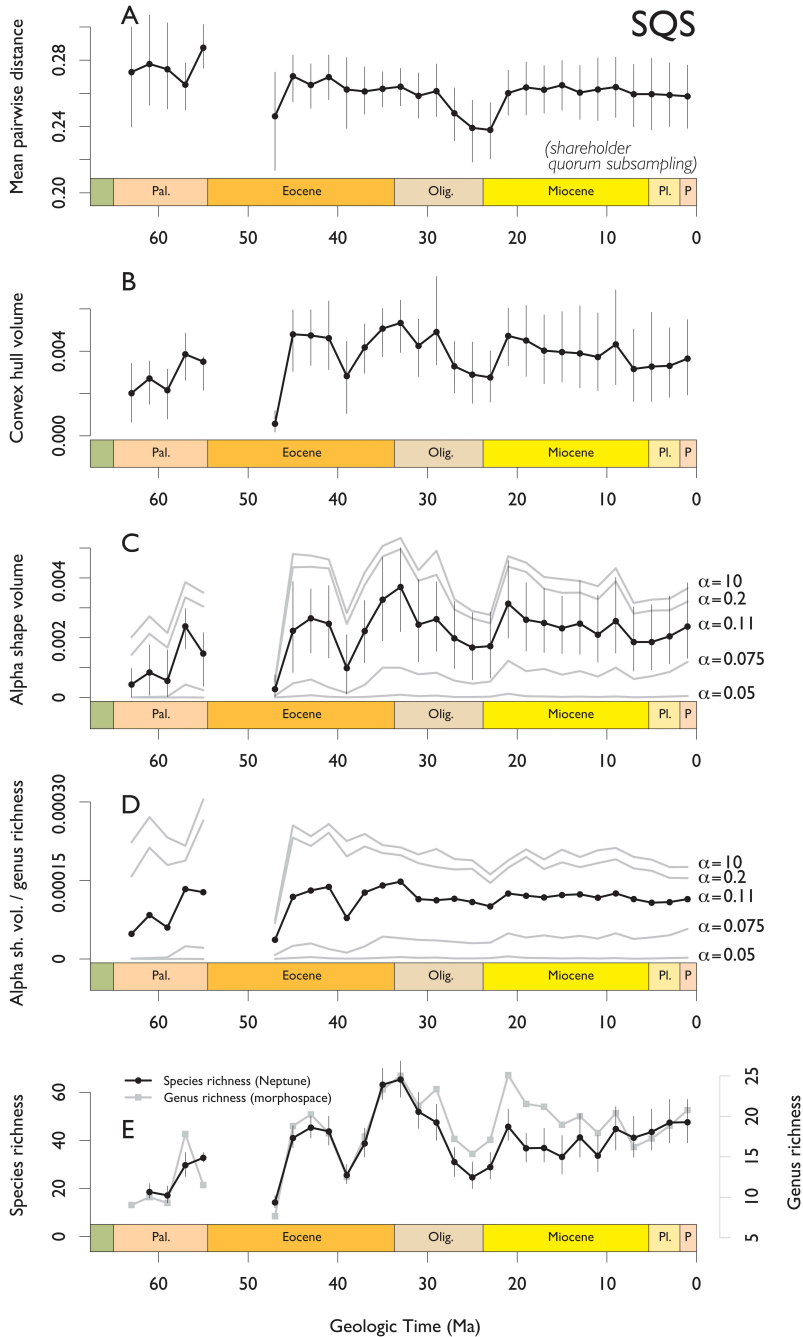 A
SQS
Mean pairwise distance
0.28
0.24
0.20
(shareholder
quorum subsampling)
Pal. Eocene Olig. Miocene Pl. P
60 50 40 30 20 10 0
B
Convex hull volume
0.004
0.000
Pal. Eocene Olig. Miocene Pl. P
60 50 40 30 20 10 0
C
Alpha shape volume
0.004
0.002
0
α=10
α=0.2
α=0.11
α=0.075
α=0.05
Pal. Eocene Olig. Miocene Pl. P
60 50 40 30 20 10 0
D
Alpha sh. vol. / genus richness
0.00030
0.00015
0
α=10
α=0.2
α=0.11
α=0.075
α=0.05
Pal. Eocene Olig. Miocene Pl. P
60 50 40 30 20 10 0
E
Species richness (Neptune)
Genus richness (morphospace)
Species richness
60
40
20
0
25
20
15
10
5
Genus richness
Pal. Eocene Olig. Miocene Pl. P
60 50 40 30 20 10 0
Geologic Time (Ma)